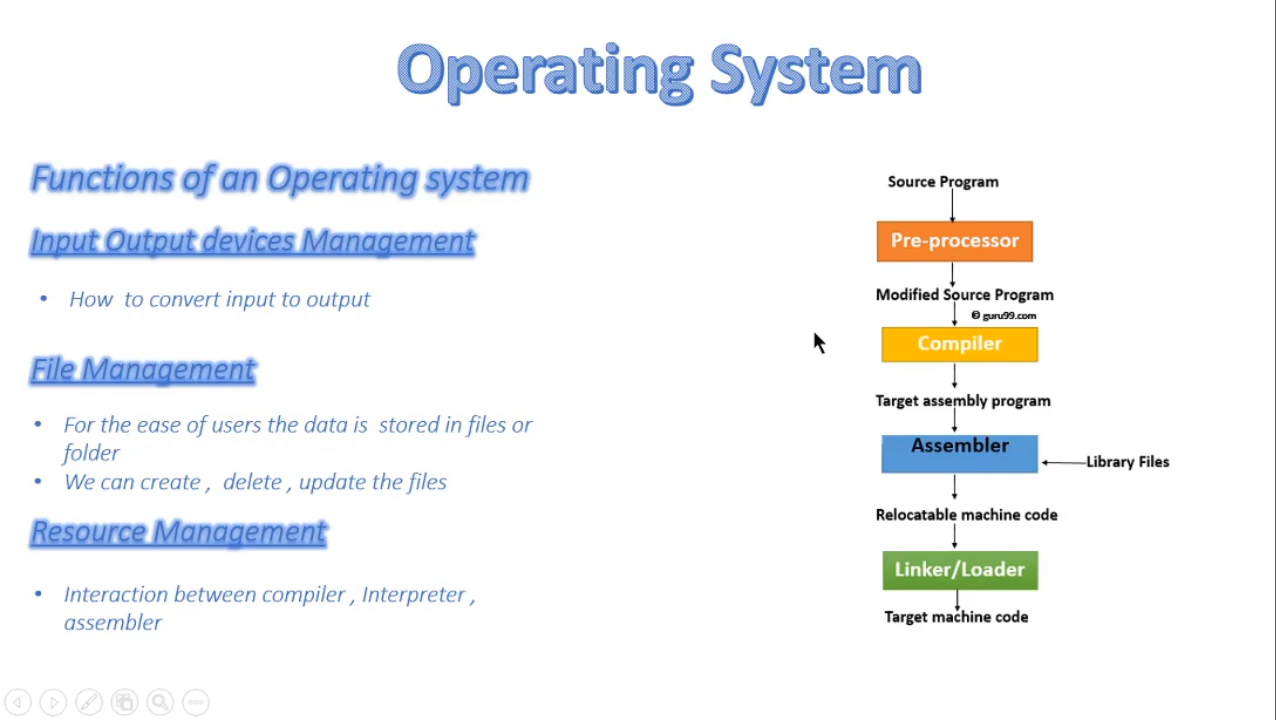 Operating System
Functions of an Operating system
Input Output devices Management
• How to convert input to output
File Management
• For the ease of users the data is stored in files or
folder
• We can create , delete , update the files
Resource Management
• Interaction between compiler , Interpreter ,
assembler
Source Program
Pre-processor
Modified Source Program
© guru99.com
Compiler
Target assembly program
Assembler
Library Files
Relocatable machine code
Linker/Loader
Target machine code